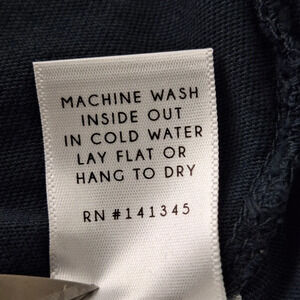 MACHINE WASH
INSIDE OUT
IN COLD WATER
LAY FLAT OR
HANG TO DRY
RN #141345